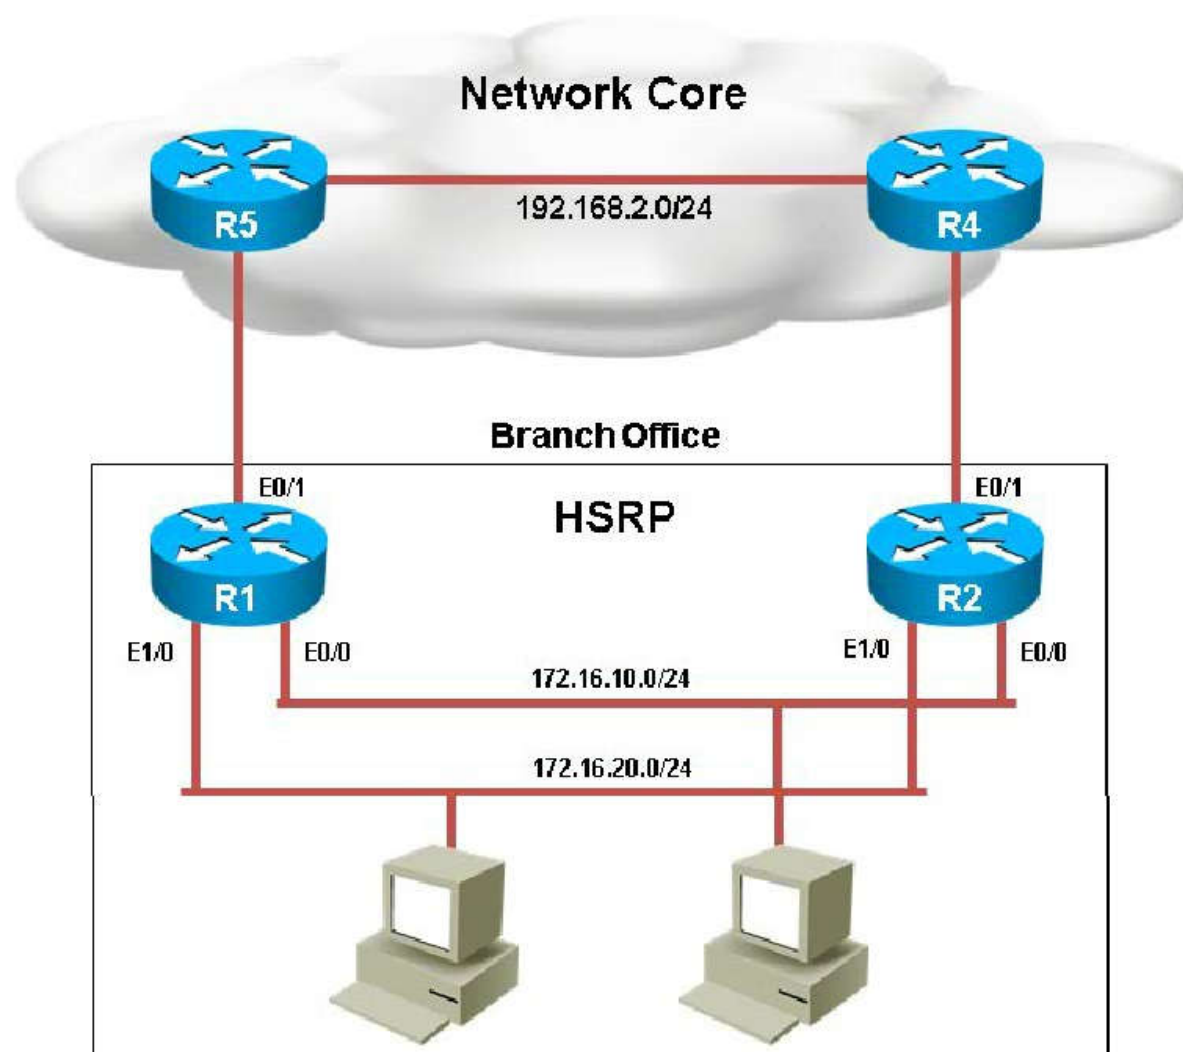 Network Core
R5
192.168.2.0/24
R4
Branch Office
E0/1
HSRP
E0/1
R1
R2
E1/0
E0/0
172.16.10.0/24
E1/0
E0/0
172.16.20.0/24